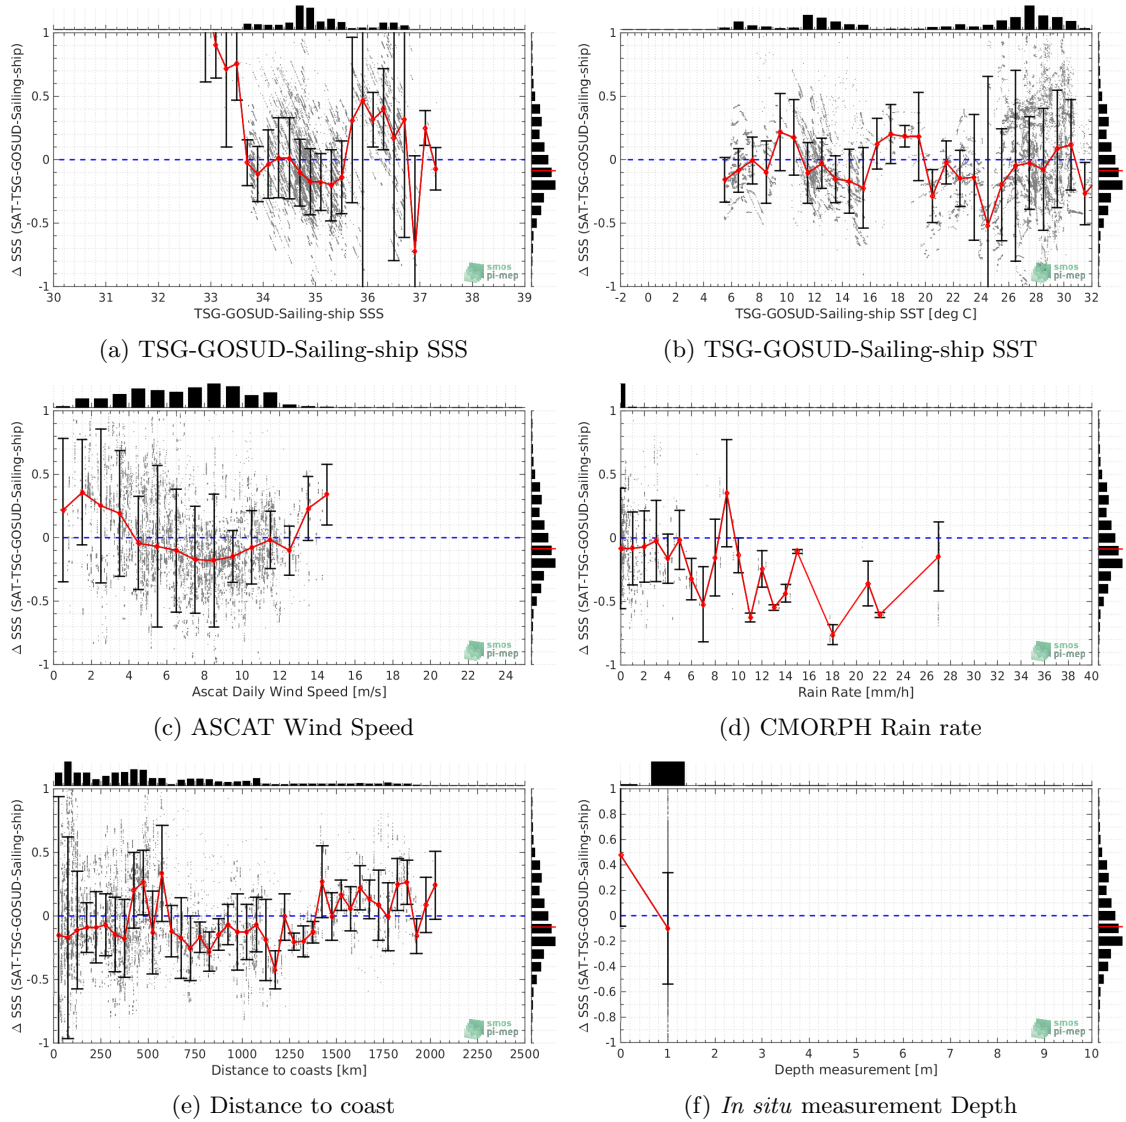 1
0.5
0
-0.5
-1
Δ SSS (SAT-TSG-GOSUD-Sailing-ship)
30 31 32 33 34 35 36 37 38 39
TSG-GOSUD-Sailing-ship SSS
smos
pi-mep
(a) TSG-GOSUD-Sailing-ship SSS
1
0.5
0
-0.5
-1
Δ SSS (SAT-TSG-GOSUD-Sailing-ship)
-2 0 2 4 6 8 10 12 14 16 18 20 22 24 26 28 30 32
TSG-GOSUD-Sailing-ship SST [deg C]
smos
pi-mep
(b) TSG-GOSUD-Sailing-ship SST
1
0.5
0
-0.5
-1
Δ SSS (SAT-TSG-GOSUD-Sailing-ship)
0 2 4 6 8 10 12 14 16 18 20 22 24
Ascat Daily Wind Speed [m/s]
smos
pi-mep
(c) ASCAT Wind Speed
1
0.5
0
-0.5
-1
Δ SSS (SAT-TSG-GOSUD-Sailing-ship)
0 2 4 6 8 10 12 14 16 18 20 22 24 26 28 30 32 34 36 38 40
Rain Rate [mm/h]
smos
pi-mep
(d) CMORPH Rain rate
1
0.5
0
-0.5
-1
Δ SSS (SAT-TSG-GOSUD-Sailing-ship)
0 250 500 750 1000 1250 1500 1750 2000 2250 2500
Distance to coasts [km]
smos
pi-mep
(e) Distance to coast
1
0.8
0.6
0.4
0.2
0
-0.2
-0.4
-0.6
-0.8
-1
Δ SSS (SAT-TSG-GOSUD-Sailing-ship)
0 1 2 3 4 5 6 7 8 9 10
Depth measurement [m]
smos
pi-mep
(f) In situ measurement Depth